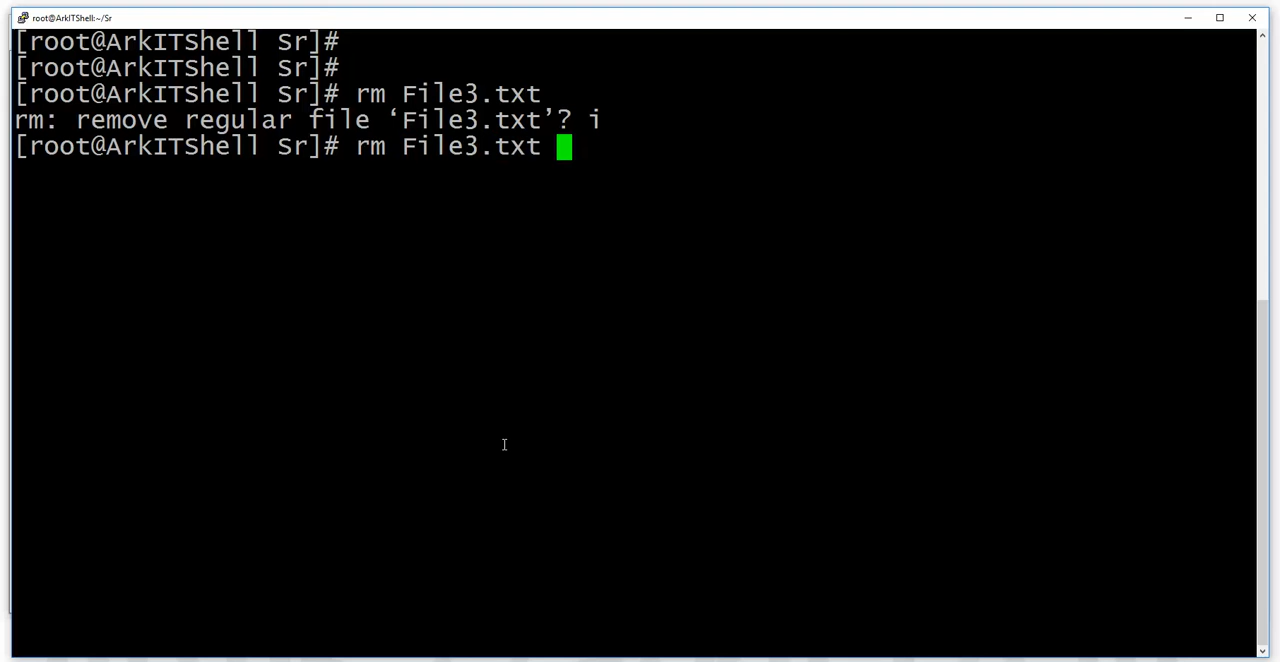 root@ArkITShell:~/Sr
[root@ArkITShell Sr]#
[root@ArkITShell Sr]#
[root@ArkITShell Sr]# rm File3.txt
rm: remove regular file ‘File3.txt’? i
[root@ArkITShell Sr]# rm File3.txt